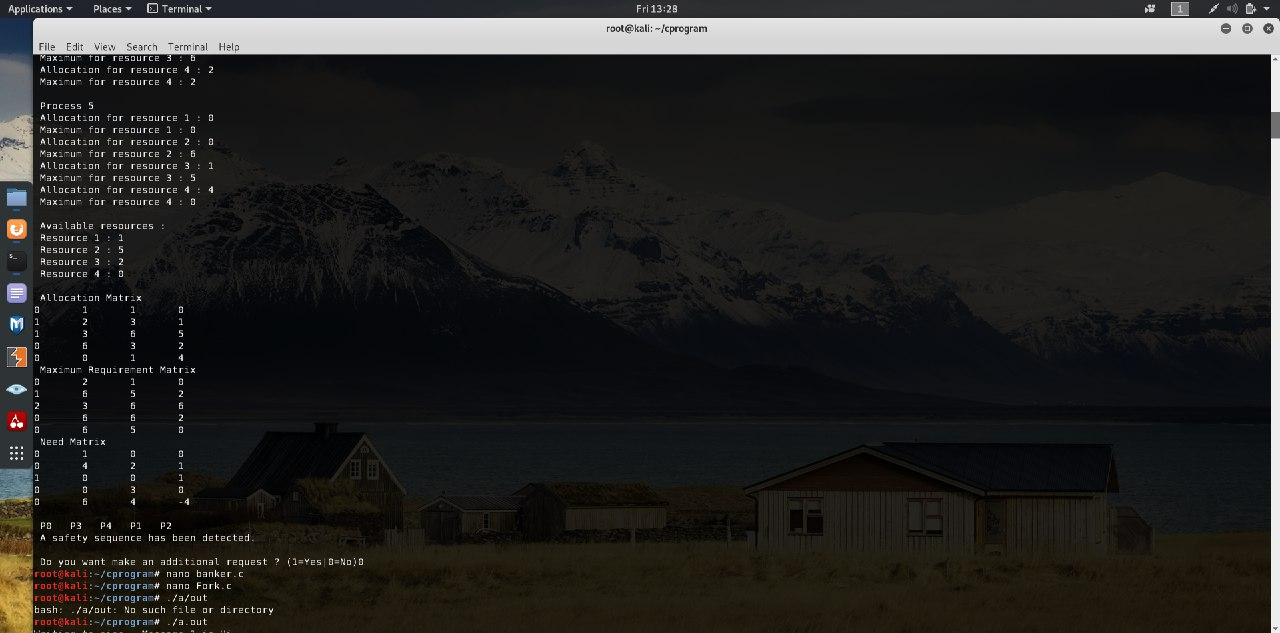 Applications Places Terminal Fri 13:28 1
root@kali: ~/cprogram
File Edit View Search Terminal Help
Maximum for resource 3 : 6
Allocation for resource 4 : 2
Maximum for resource 4 : 2
Process 5
Allocation for resource 1 : 0
Maximum for resource 1 : 0
Allocation for resource 2 : 0
Maximum for resource 2 : 6
Allocation for resource 3 : 1
Maximum for resource 3 : 5
Allocation for resource 4 : 4
Maximum for resource 4 : 0
Available resources :
Resource 1 : 1
Resource 2 : 5
Resource 3 : 2
Resource 4 : 0
Allocation Matrix
0 1 1 0
1 2 3 1
1 3 6 5
0 6 3 2
0 0 1 4
Maximum Requirement Matrix
0 2 1 0
1 6 5 2
2 3 6 6
0 6 6 2
0 6 5 0
Need Matrix
0 1 0 0
0 4 2 1
1 0 0 1
0 0 3 0
0 6 4 -4
P0 P3 P4 P1 P2
A safety sequence has been detected.
Do you want make an additional request ? (1=Yes|0=No)0
root@kali:~/cprogram# nano banker.c
root@kali:~/cprogram# nano Fork.c
root@kali:~/cprogram# ./a/out
bash: ./a/out: No such file or directory
root@kali:~/cprogram# ./a.out